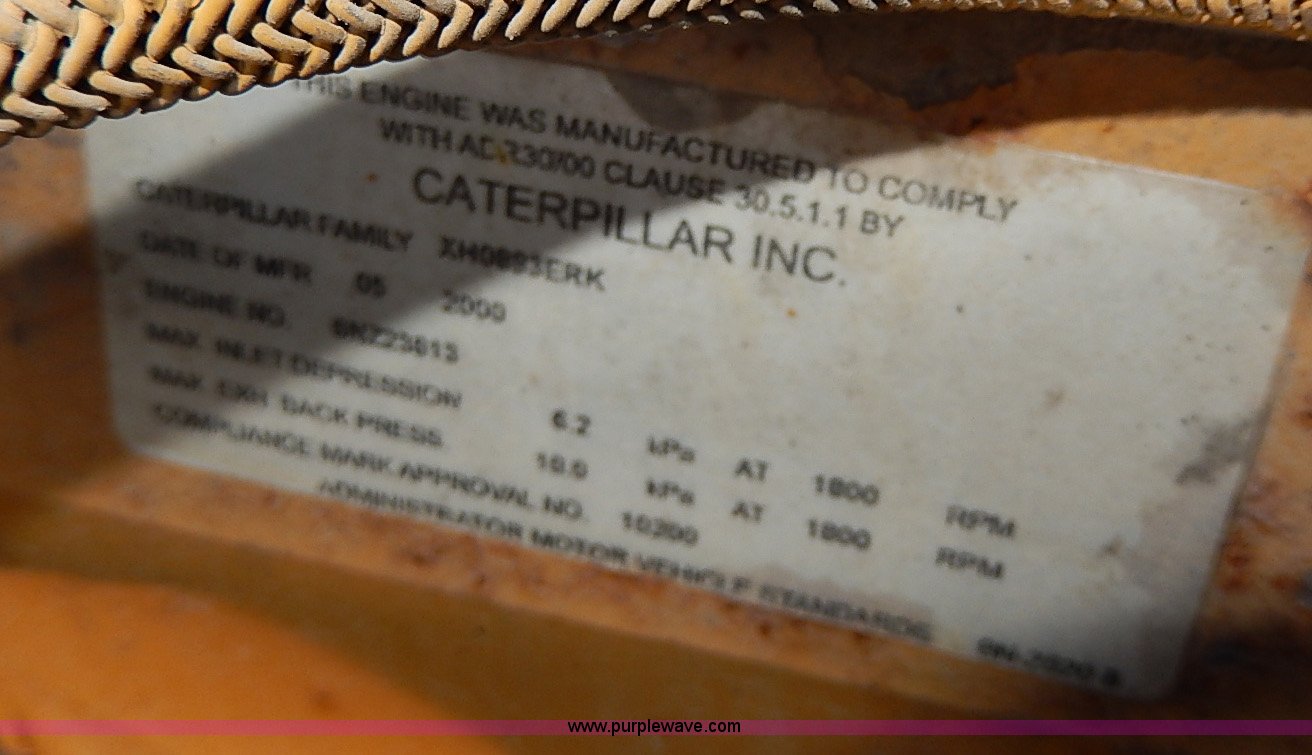 THIS ENGINE WAS MANUFACTURED TO COMPLY
WITH ADR30/00 CLAUSE 30.5.1.1 BY
CATERPILLAR INC.
CATERPILLAR FAMILY XH0893ERK
DATE OF MFR 05 2000
ENGINE NO.
MAX. INLET DEPRESSION 6.2 kPa AT 1800 RPM
MAX. EXH. BACK PRESS. 10.0 kPa AT 1800 RPM
COMPLIANCE MARK APPROVAL NO. 10200
ADMINISTRATOR MOTOR VEHICLE STANDARDS
www.purplewave.com